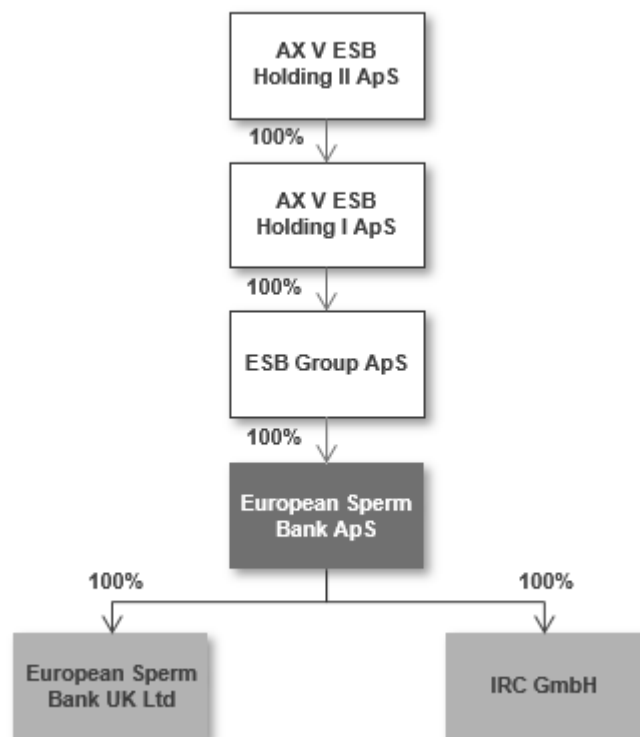 AX V ESB
Holding II ApS
100%
AX V ESB
Holding I ApS
100%
ESB Group ApS
100%
European Sperm
Bank ApS
100%
100%
European Sperm
Bank UK Ltd
IRC GmbH